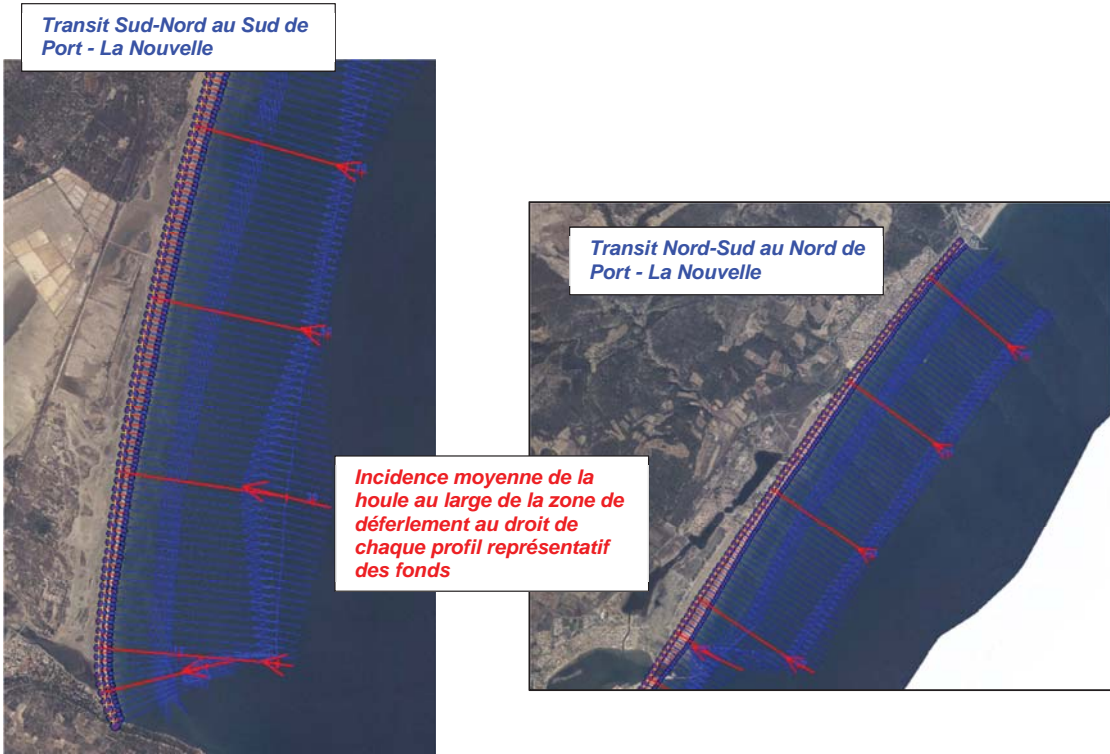 Transit Sud-Nord au Sud de
Port - La Nouvelle
Transit Nord-Sud au Nord de
Port - La Nouvelle
Incidence moyenne de la
houle au large de la zone de
déferlement au droit de
chaque profil représentatif
des fonds